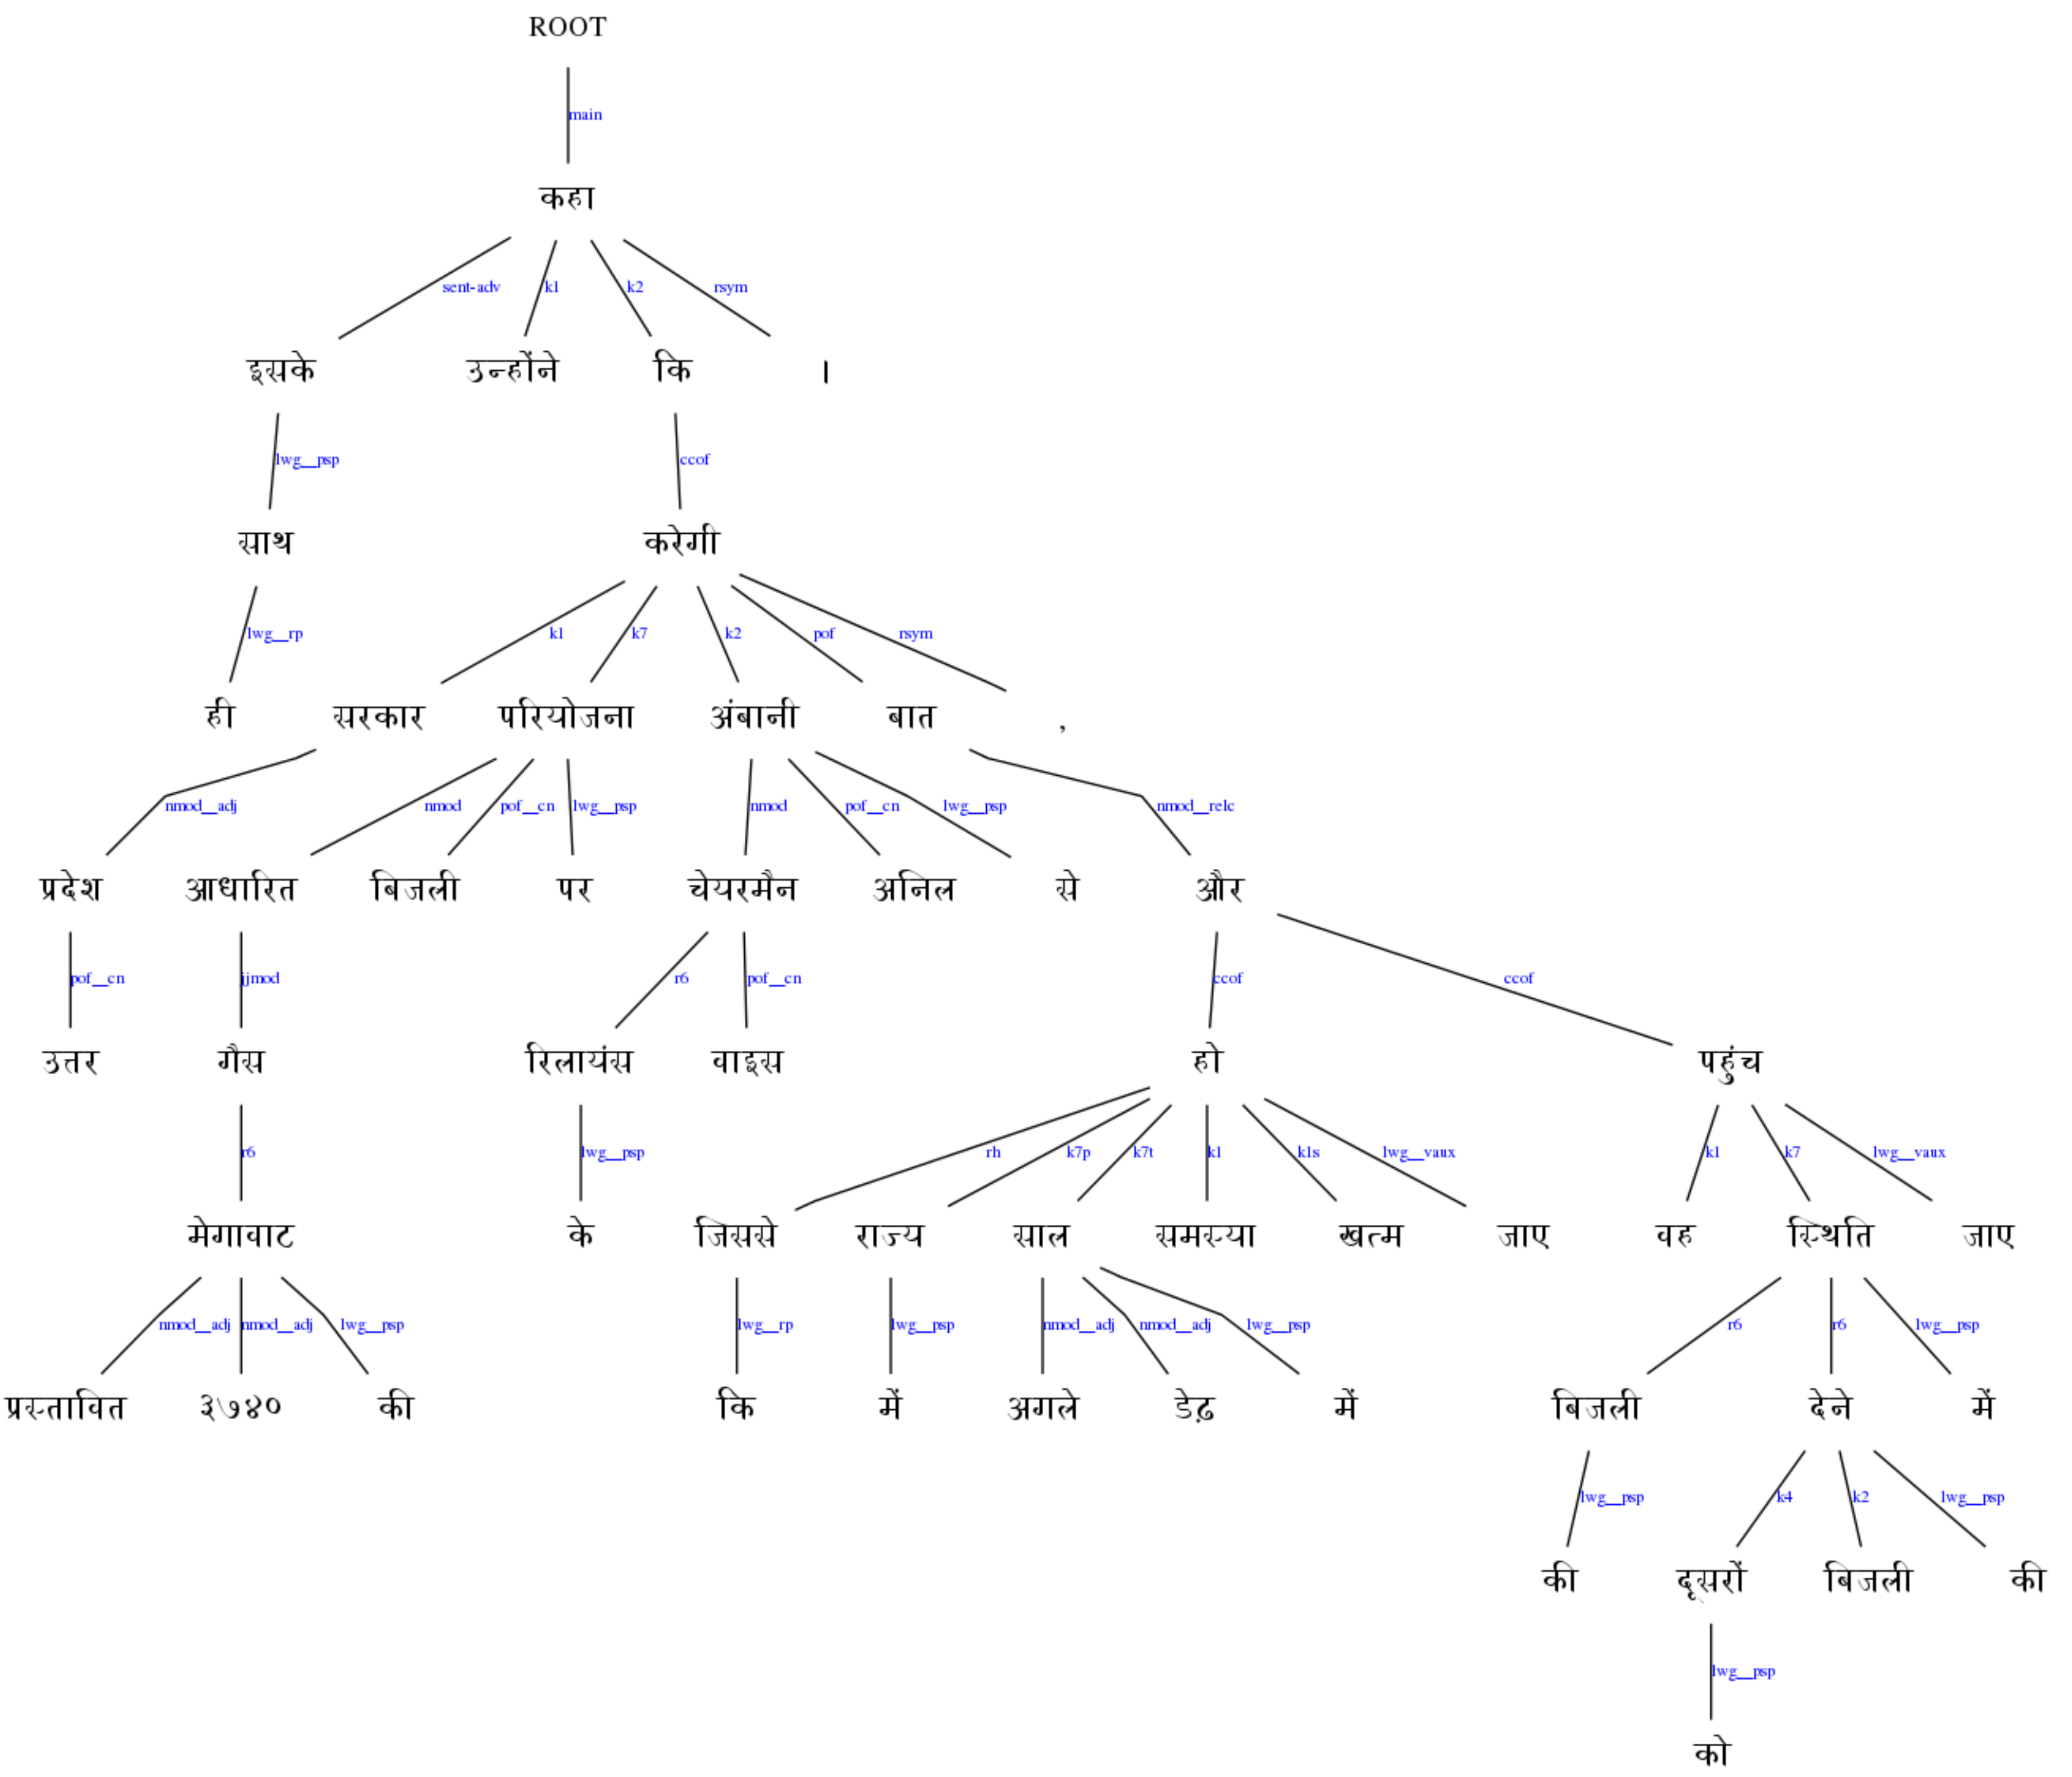 ROOT
main
कहा
sent-adv k1 k2 rsym
इसके उन्होंने कि ।
lwg__psp ccof
साथ करेगी
lwg__rp k1 k7 k2 pof rsym
ही सरकार परियोजना अंबानी बात ,
nmod__adj nmod pof__cn lwg__psp nmod pof__cn lwg__psp nmod__relc
प्रदेश आधारित बिजली पर चेयरमैन अनिल से और
pof__cn jjmod r6 pof__cn ccof ccof
उत्तर गैस रिलायंस वाइस हो पहुंच
r6 lwg__psp rh k7p k7t k1 k1s lwg__vaux k1 k7 lwg__vaux
मेगावाट के जिससे राज्य साल समस्या खत्म जाए वह स्थिति जाए
nmod__adj nmod__adj lwg__psp lwg__rp lwg__psp nmod__adj nmod__adj lwg__psp r6 r6 lwg__psp
प्रस्तावित ३७४० की कि में अगले डेढ़ में बिजली देने में
lwg__psp k4 k2 lwg__psp
की दूसरों बिजली की
lwg__psp
को